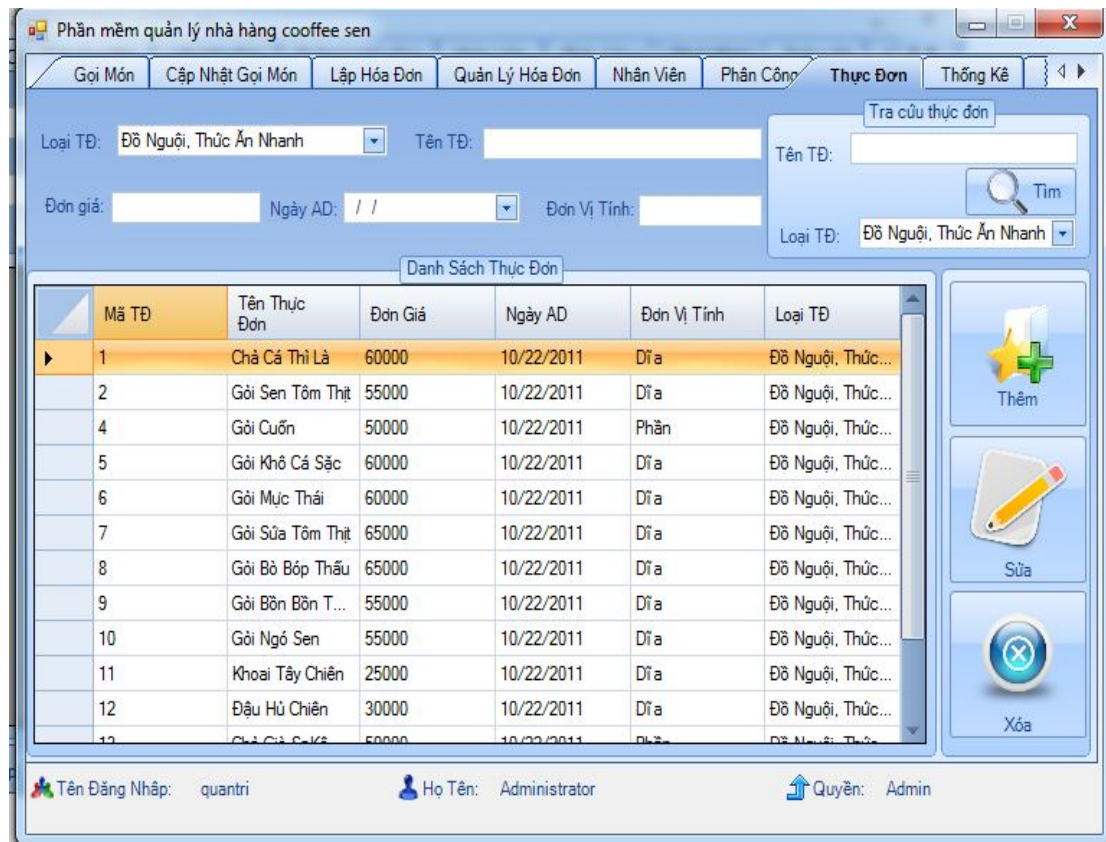 Phần mềm quản lý nhà hàng cooffee sen
Gọi Món Cập Nhật Gọi Món Lập Hóa Đơn Quản Lý Hóa Đơn Nhân Viên Phân Công Thực Đơn Thống Kê
Tra cứu thực đơn
Loại TĐ: Đồ Nguội, Thức Ăn Nhanh Tên TĐ:
Tên TĐ:
Tìm
Đơn giá: Ngày AD: / / Đơn Vị Tính:
Loại TĐ: Đồ Nguội, Thức Ăn Nhanh
Danh Sách Thực Đơn
Mã TĐ Tên Thực Đơn Đơn Giá Ngày AD Đơn Vị Tính Loại TĐ
1 Chả Cá Thì Là 60000 10/22/2011 Dĩa Đồ Nguội, Thức...
2 Gỏi Sen Tôm Thịt 55000 10/22/2011 Dĩa Đồ Nguội, Thức...
4 Gỏi Cuốn 50000 10/22/2011 Phần Đồ Nguội, Thức...
5 Gỏi Khô Cá Sặc 60000 10/22/2011 Dĩa Đồ Nguội, Thức...
6 Gỏi Mực Thái 60000 10/22/2011 Dĩa Đồ Nguội, Thức...
7 Gỏi Sứa Tôm Thịt 65000 10/22/2011 Dĩa Đồ Nguội, Thức...
8 Gỏi Bò Bóp Thấu 65000 10/22/2011 Dĩa Đồ Nguội, Thức...
9 Gỏi Bồn Bồn T... 55000 10/22/2011 Dĩa Đồ Nguội, Thức...
10 Gỏi Ngó Sen 55000 10/22/2011 Dĩa Đồ Nguội, Thức...
11 Khoai Tây Chiên 25000 10/22/2011 Dĩa Đồ Nguội, Thức...
12 Đậu Hủ Chiên 30000 10/22/2011 Dĩa Đồ Nguội, Thức...
Thêm
Sửa
Xóa
Tên Đăng Nhập: quantri Họ Tên: Administrator Quyền: Admin